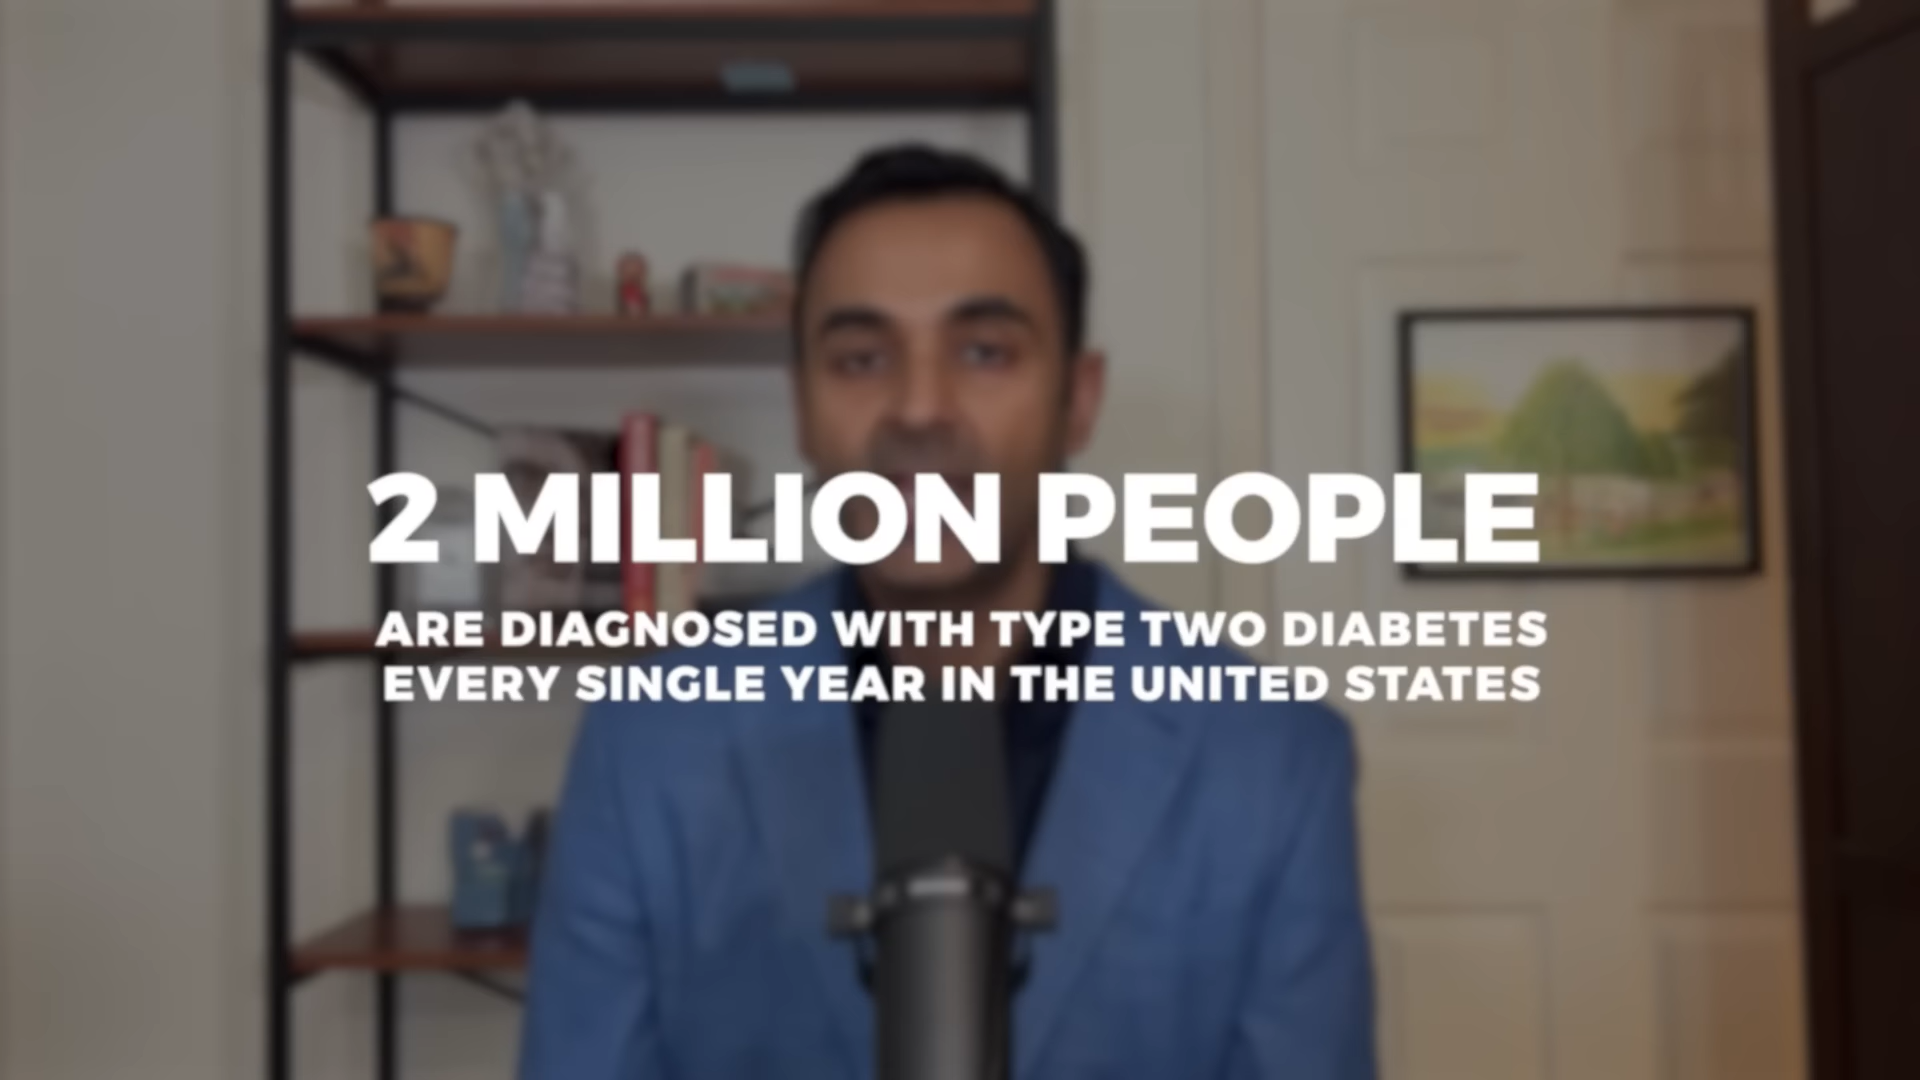 2 MILLION PEOPLE
ARE DIAGNOSED WITH TYPE TWO DIABETES
EVERY SINGLE YEAR IN THE UNITED STATES